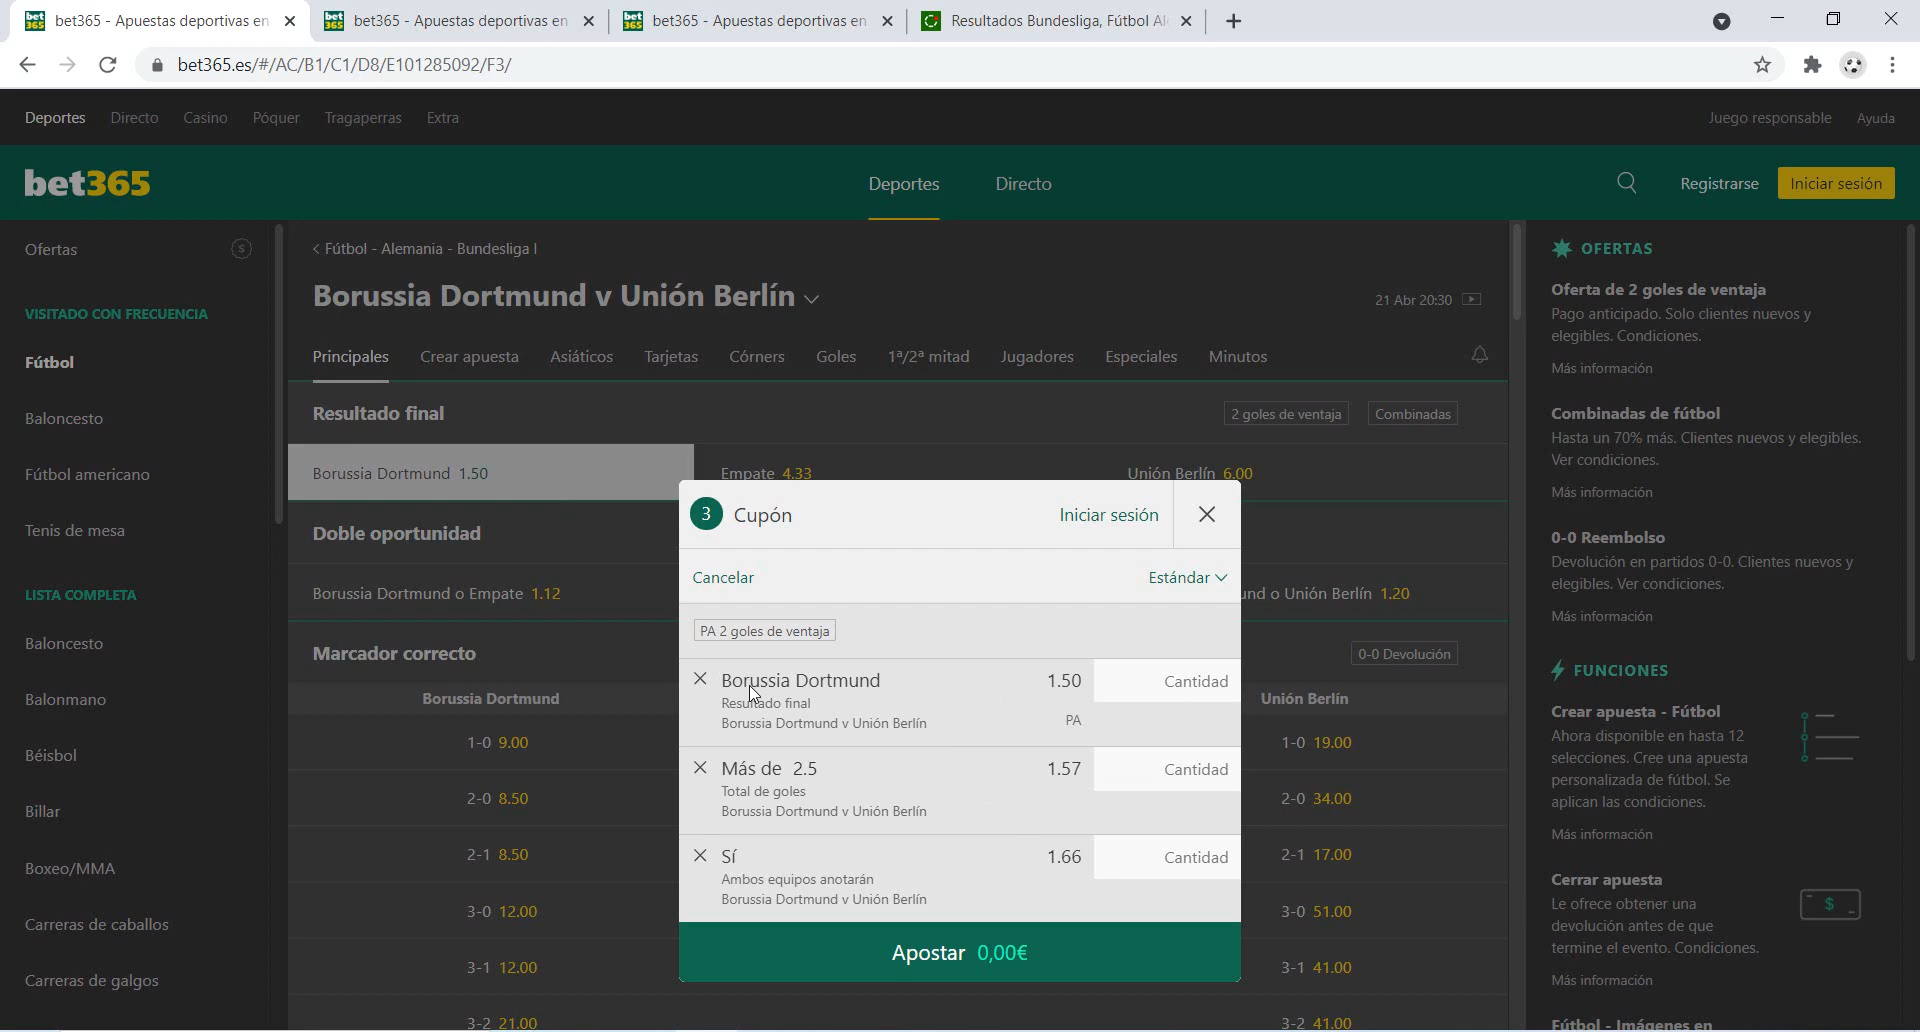 bet365 - Apuestas deportivas en
bet365 - Apuestas deportivas en
bet365 - Apuestas deportivas en
Resultados Bundesliga, Fútbol Al
bet365.es/#/AC/B1/C1/D8/E101285092/F3/
Deportes Directo Casino Póquer Tragaperras Extra
Juego responsable Ayuda
bet365
Deportes Directo
Registrarse Iniciar sesión
Ofertas
VISITADO CON FRECUENCIA
Fútbol
Baloncesto
Fútbol americano
Tenis de mesa
LISTA COMPLETA
Baloncesto
Balonmano
Béisbol
Billar
Boxeo/MMA
Carreras de caballos
Carreras de galgos
< Fútbol - Alemania - Bundesliga I
Borussia Dortmund v Unión Berlín
21 Abr 20:30
Principales Crear apuesta Asiáticos Tarjetas Córners Goles 1ª/2ª mitad Jugadores Especiales Minutos
Resultado final
2 goles de ventaja Combinadas
Borussia Dortmund 1.50 Empate 4.33 Unión Berlín 6.00
Doble oportunidad
Borussia Dortmund o Empate 1.12
und o Unión Berlín 1.20
Marcador correcto
0-0 Devolución
Borussia Dortmund
Unión Berlín
1-0 9.00
1-0 19.00
2-0 8.50
2-0 34.00
2-1 8.50
2-1 17.00
3-0 12.00
3-0 51.00
3-1 12.00
3-1 41.00
3-2 21.00
3-2 41.00
3 Cupón Iniciar sesión
Cancelar Estándar
PA 2 goles de ventaja
Borussia Dortmund 1.50 Cantidad
Resultado final
Borussia Dortmund v Unión Berlín PA
Más de 2.5 1.57 Cantidad
Total de goles
Borussia Dortmund v Unión Berlín
Sí 1.66 Cantidad
Ambos equipos anotarán
Borussia Dortmund v Unión Berlín
Apostar 0,00€
OFERTAS
Oferta de 2 goles de ventaja
Pago anticipado. Solo clientes nuevos y
elegibles. Condiciones.
Más información
Combinadas de fútbol
Hasta un 70% más. Clientes nuevos y elegibles.
Ver condiciones.
Más información
0-0 Reembolso
Devolución en partidos 0-0. Clientes nuevos y
elegibles. Ver condiciones.
Más información
FUNCIONES
Crear apuesta - Fútbol
Ahora disponible en hasta 12
selecciones. Cree una apuesta
personalizada de fútbol. Se
aplican las condiciones.
Más información
Cerrar apuesta
Le ofrece obtener una
devolución antes de que
termine el evento. Condiciones.
Más información
Fútbol - Imágenes en